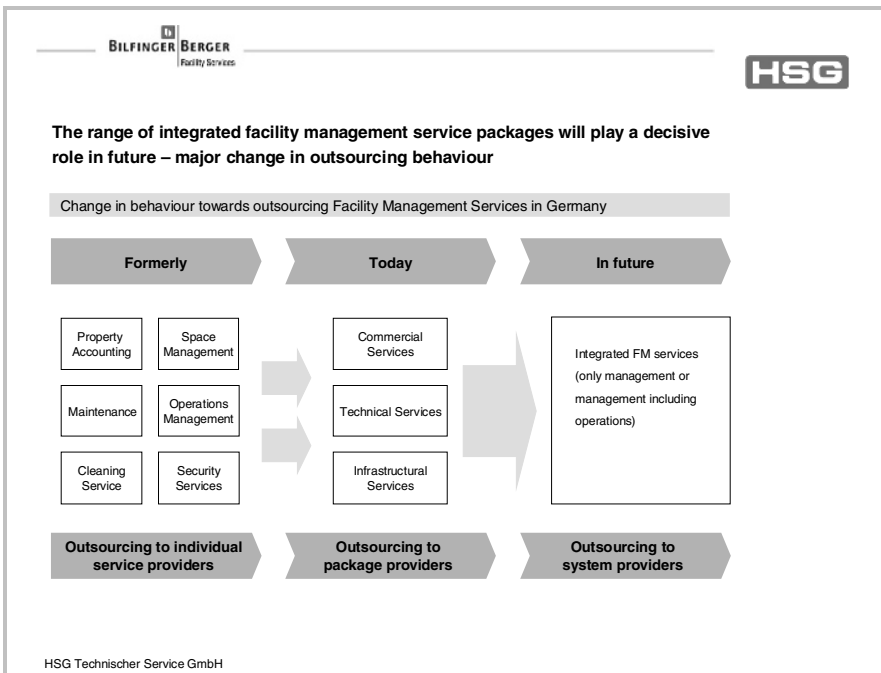 BILFINGER BERGER
Facility Services
HSG
The range of integrated facility management service packages will play a decisive
role in future – major change in outsourcing behaviour
Change in behaviour towards outsourcing Facility Management Services in Germany
Formerly
Today
In future
Property
Accounting
Space
Management
Commercial
Services
Integrated FM services
(only management or
management including
operations)
Maintenance
Operations
Management
Technical Services
Cleaning
Service
Security
Services
Infrastructural
Services
Outsourcing to individual
service providers
Outsourcing to
package providers
Outsourcing to
system providers
HSG Technischer Service GmbH